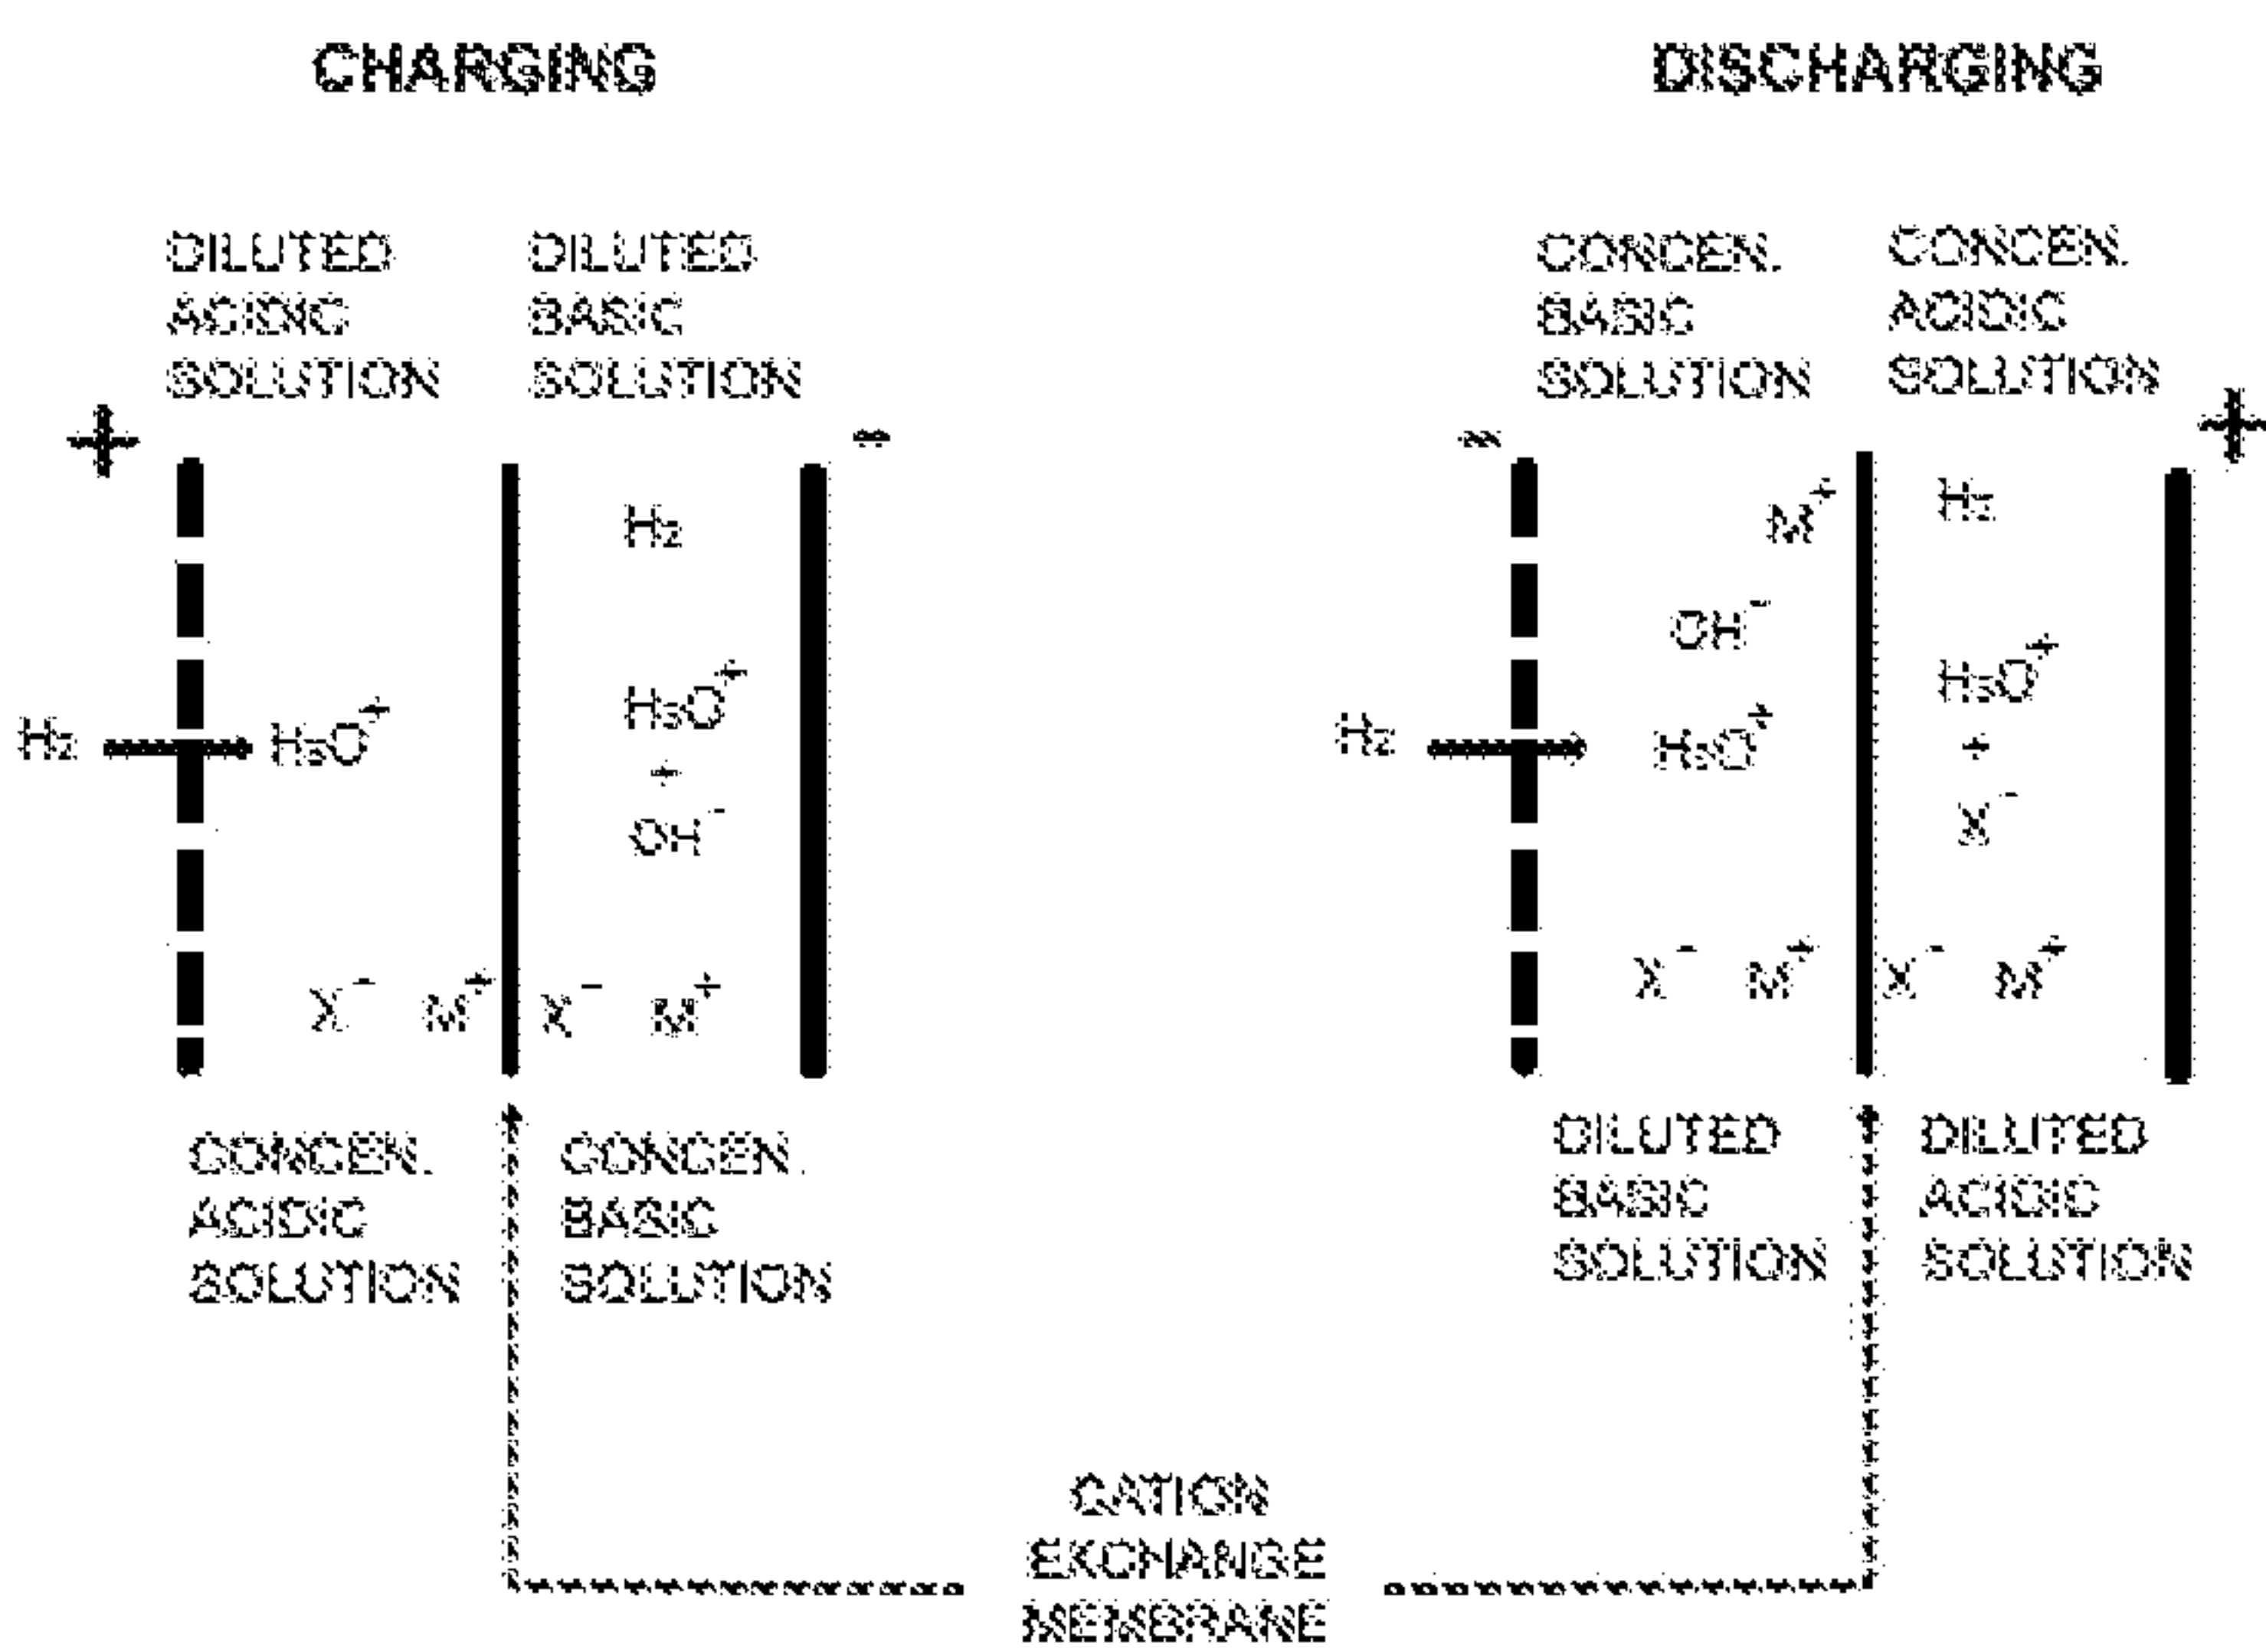 CHARGING
DISCHARGING
DILUTED
ACIDIC
SOLUTION
DILUTED
BASIC
SOLUTION
CONCEN.
BASIC
SOLUTION
CONCEN.
ACIDIC
SOLUTION
+
-
-
+
H₂
H₃O⁺
H₂
H₃O⁺
+
OH⁻
X⁻ M⁺ X⁻ M⁺
H₂
M⁺
OH⁻
H₃O⁺
H₂
H₃O⁺
+
X⁻
X⁻ M⁺ X⁻ M⁺
CONCEN.
ACIDIC
SOLUTION
CONCEN.
BASIC
SOLUTION
DILUTED
BASIC
SOLUTION
DILUTED
ACIDIC
SOLUTION
CATION
EXCHANGE
MEMBRANE